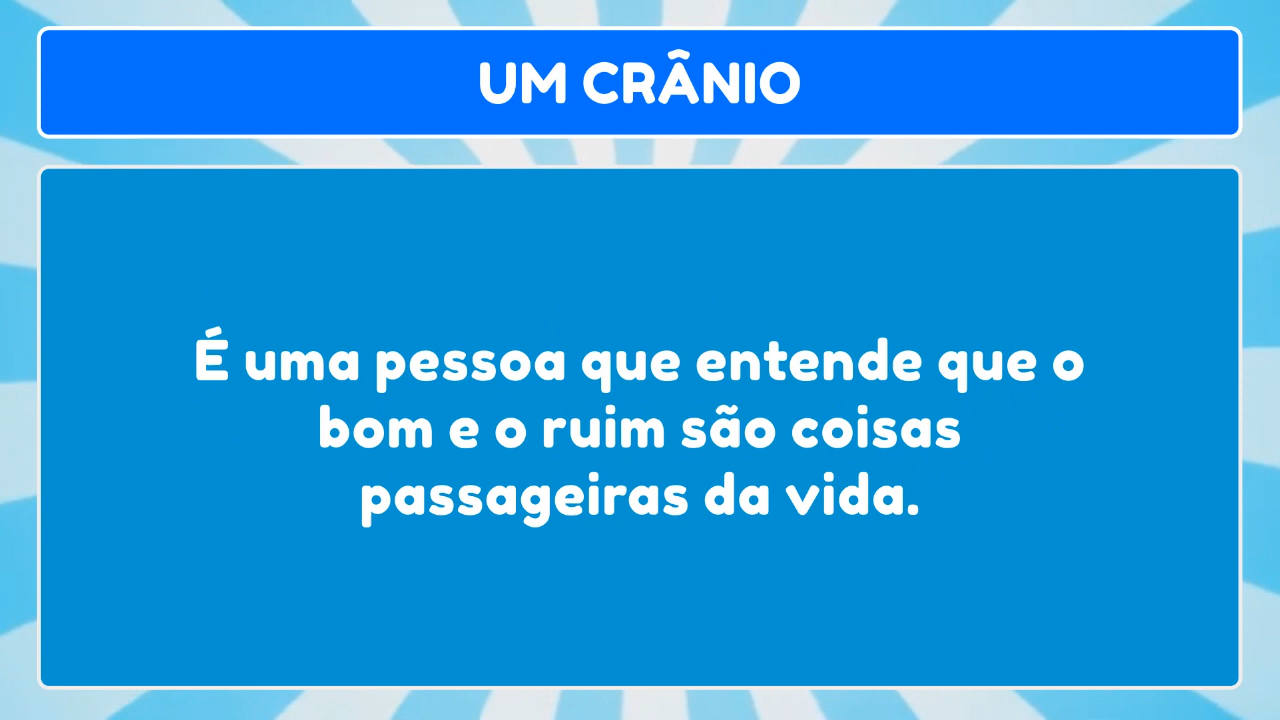 UM CRÂNIO
É uma pessoa que entende que o
bom e o ruim são coisas
passageiras da vida.